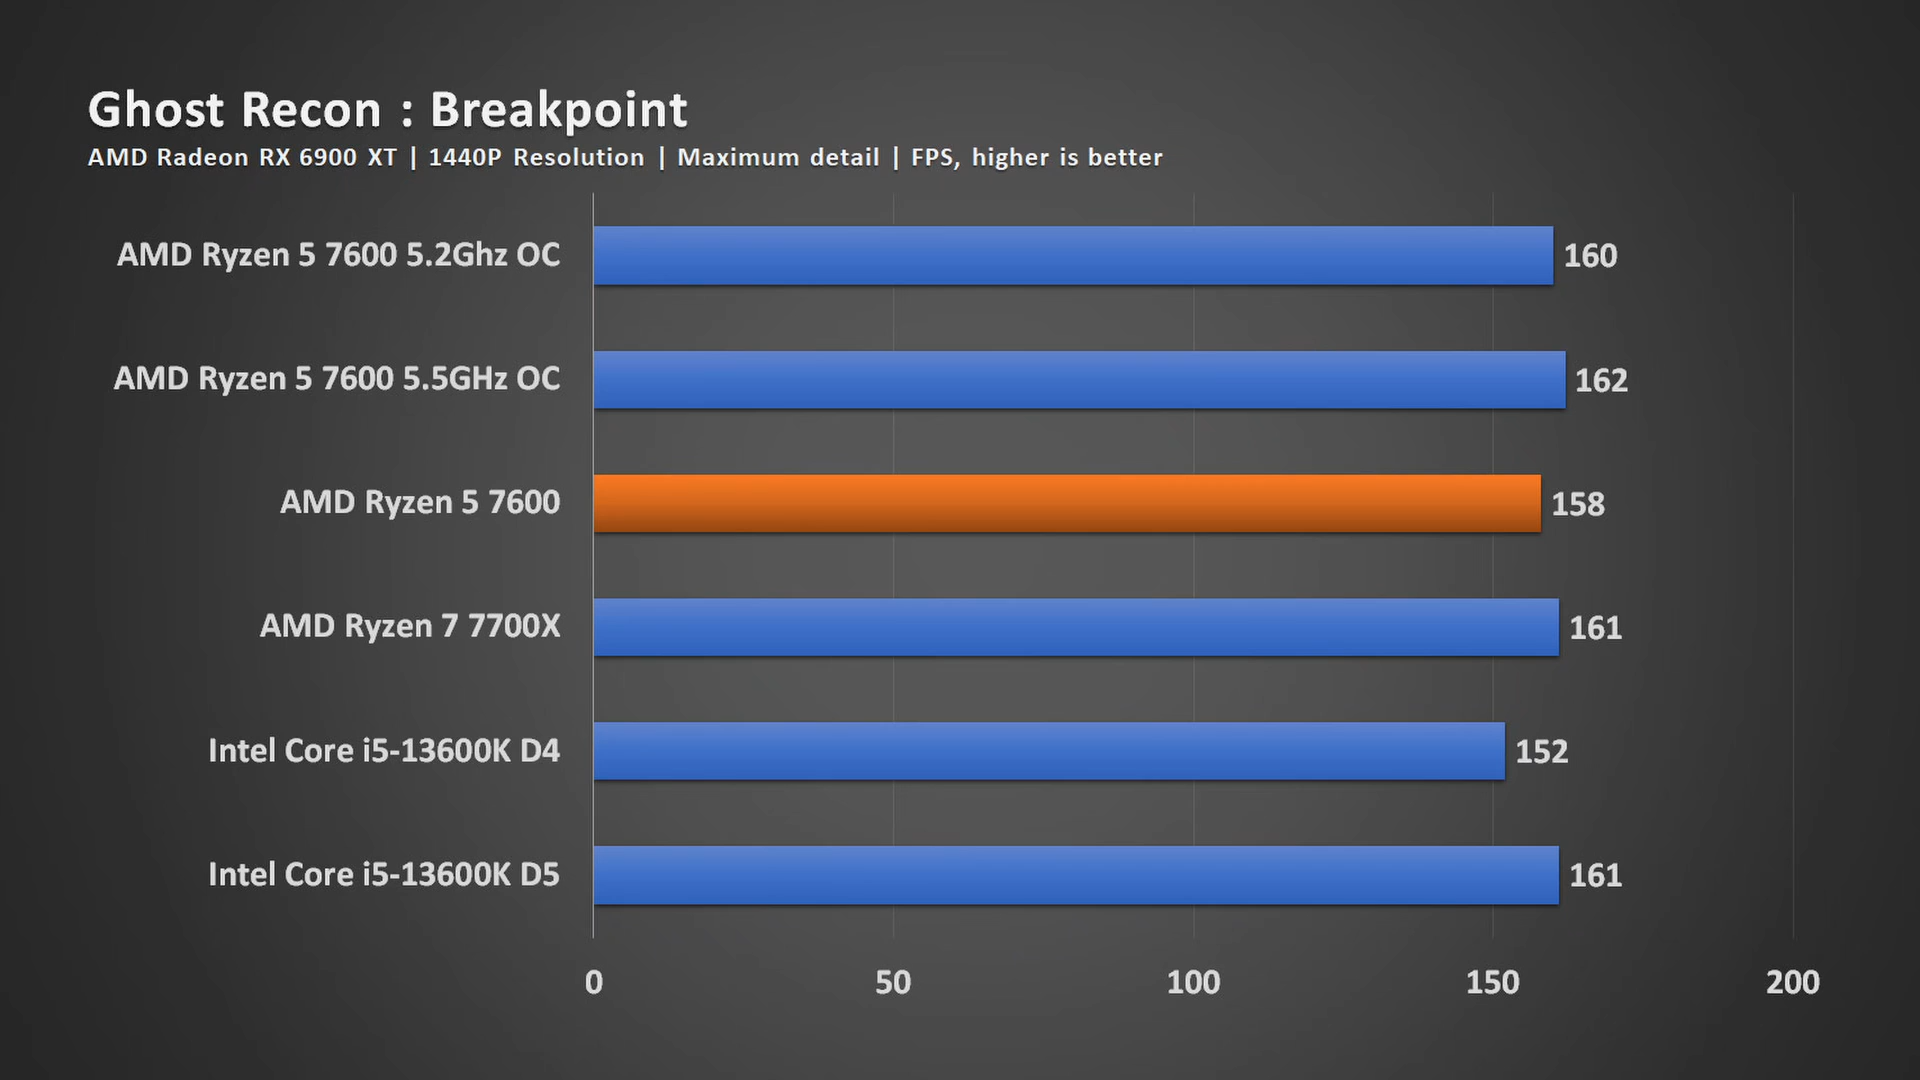 Ghost Recon : Breakpoint
AMD Radeon RX 6900 XT | 1440P Resolution | Maximum detail | FPS, higher is better
AMD Ryzen 5 7600 5.2Ghz OC 160
AMD Ryzen 5 7600 5.5GHz OC 162
AMD Ryzen 5 7600 158
AMD Ryzen 7 7700X 161
Intel Core i5-13600K D4 152
Intel Core i5-13600K D5 161
0 50 100 150 200